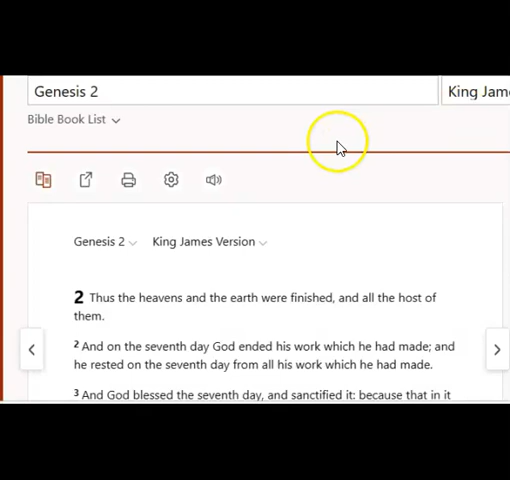 Genesis 2
King Jam
Bible Book List
Genesis 2 King James Version
2 Thus the heavens and the earth were finished, and all the host of
them.
2 And on the seventh day God ended his work which he had made; and
he rested on the seventh day from all his work which he had made.
3 And God blessed the seventh day, and sanctified it: because that in it